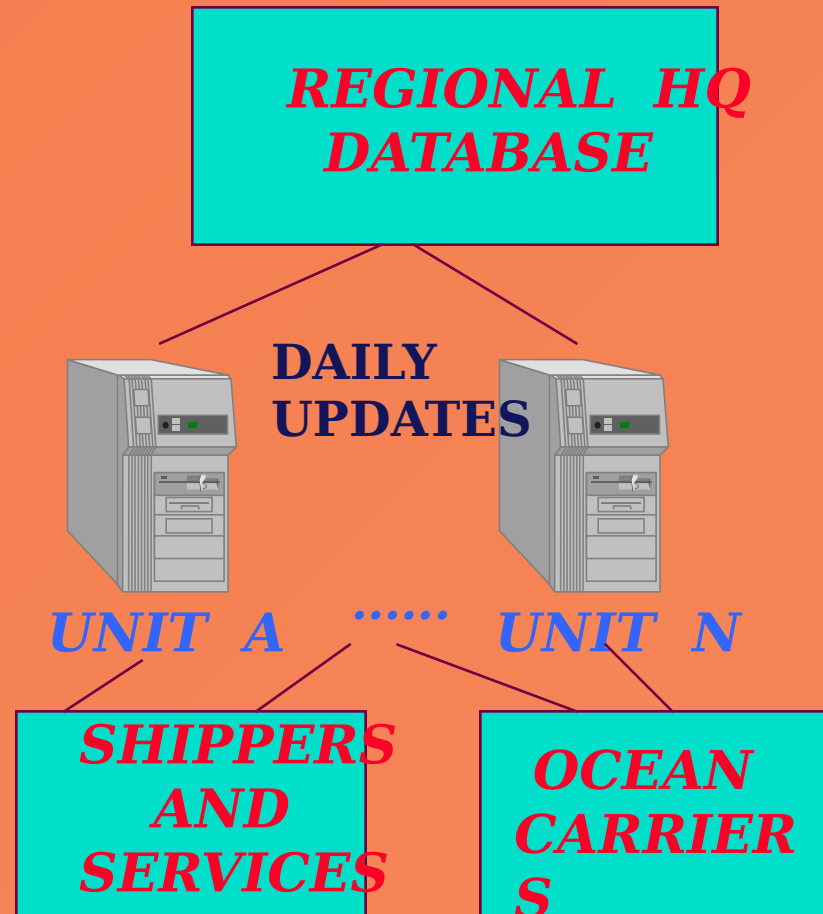 REGIONAL HQ
DATABASE
DAILY
UPDATES
UNIT A ...... UNIT N
SHIPPERS
AND
SERVICES
OCEAN
CARRIER
S